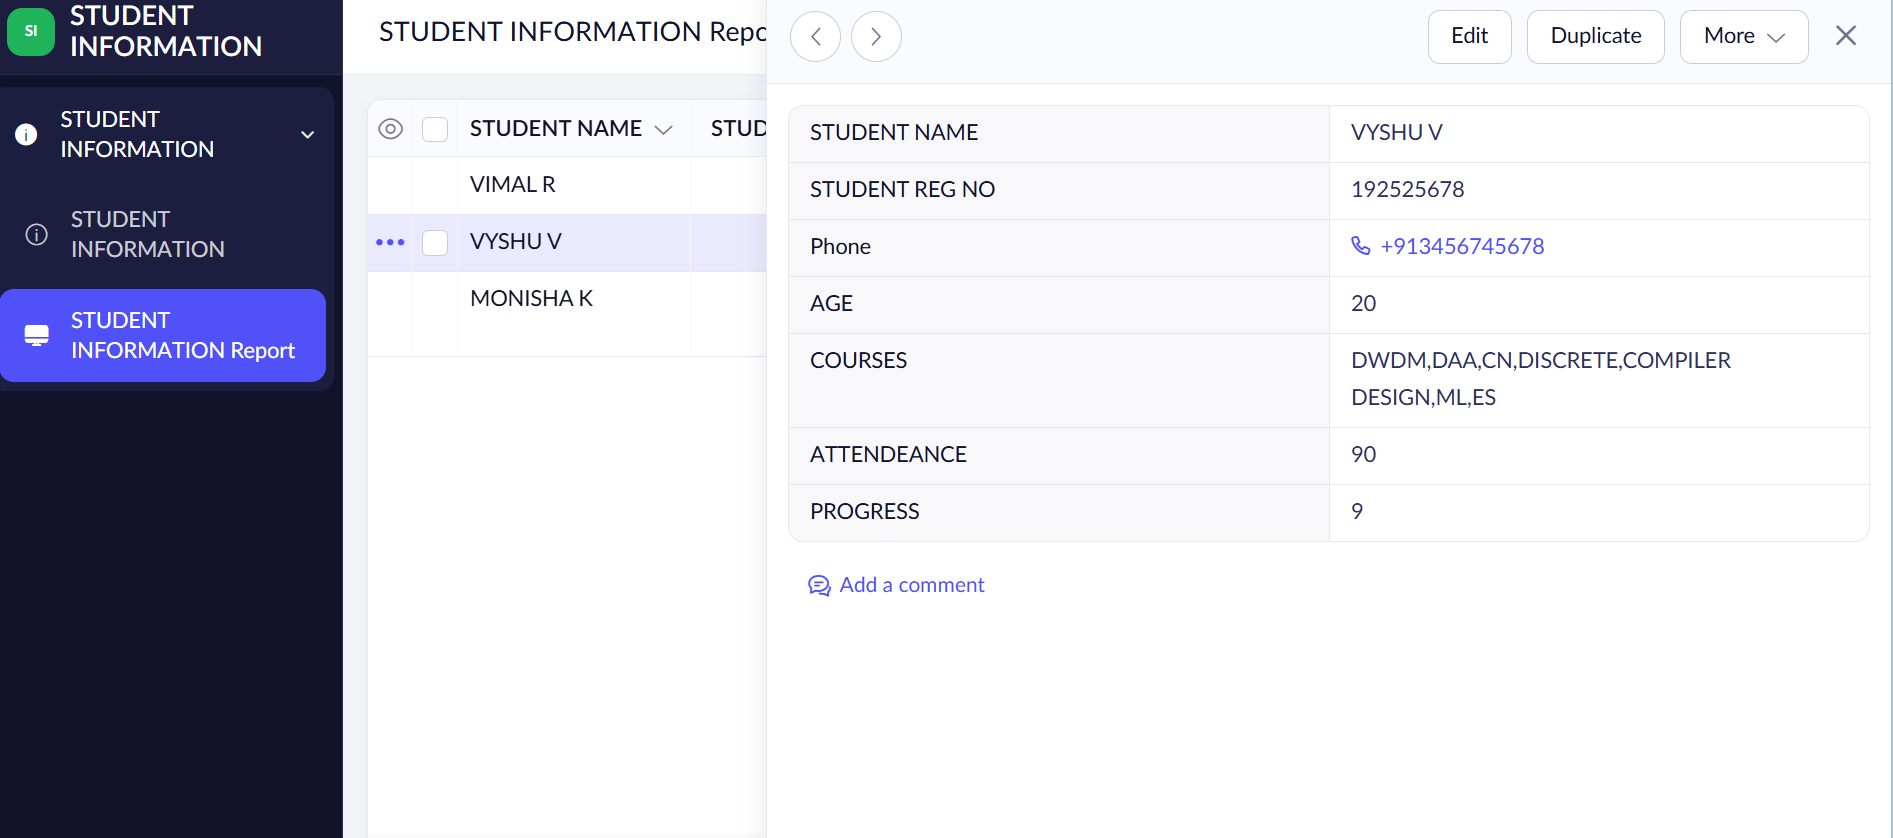 SI
STUDENT
INFORMATION
STUDENT
INFORMATION
STUDENT
INFORMATION
STUDENT
INFORMATION Report
STUDENT INFORMATION Repo
STUDENT NAME STUD
VIMAL R
VYSHU V
MONISHA K
Edit Duplicate More
STUDENT NAME VYSHU V
STUDENT REG NO 192525678
Phone +913456745678
AGE 20
COURSES DWDM,DAA,CN,DISCRETE,COMPILER
DESIGN,ML,ES
ATTENDEANCE 90
PROGRESS 9
Add a comment